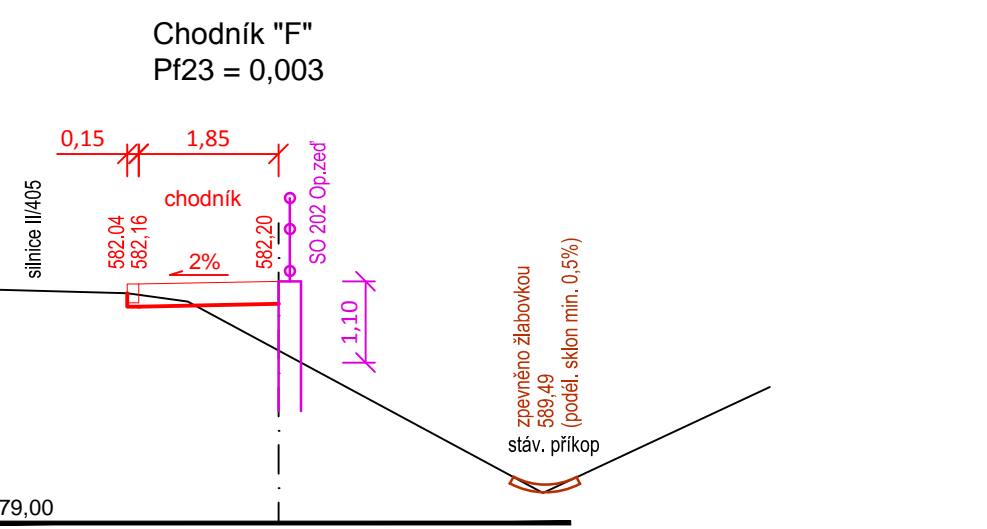 Chodník "F"
Pf23 = 0,003
0,15
1,85
silnice II/405
chodník
582.04
582,16
582,20
2%
SO 202 Op.zeď
1,10
zpevněno žlabovkou
589,49
(podél. sklon min. 0,5%)
stáv. příkop
79,00